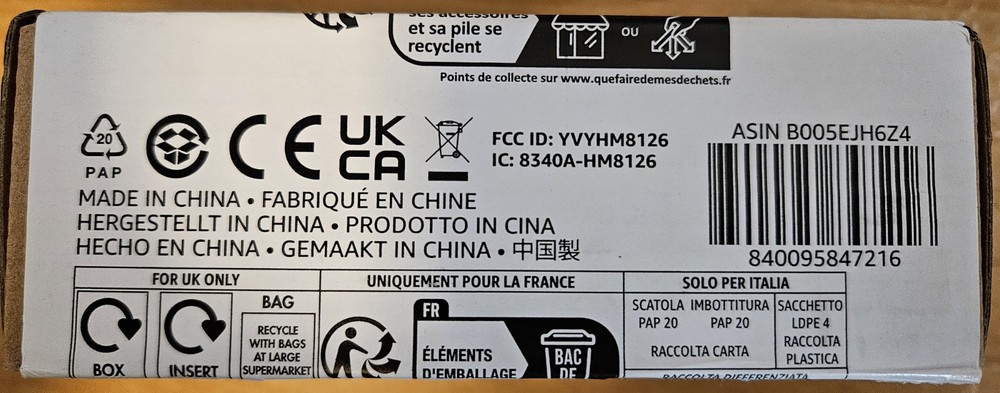 ses accessoires
et sa pile se
recyclent
OU
Points de collecte sur www.quefairedemesdechets.fr
20
PAP
CE
UK
CA
FCC ID: YVYHM8126
IC: 8340A-HM8126
ASIN B005EJH6Z4
840095847216
MADE IN CHINA • FABRIQUÉ EN CHINE
HERGESTELLT IN CHINA • PRODOTTO IN CINA
HECHO EN CHINA • GEMAAKT IN CHINA • 中国製
FOR UK ONLY
BOX
INSERT
BAG
RECYCLE
WITH BAGS
AT LARGE
SUPERMARKET
UNIQUEMENT POUR LA FRANCE
FR
ÉLÉMENTS
D'EMBALLAGE
BAC
DE
SOLO PER ITALIA
SCATOLA IMBOTTITURA
PAP 20 PAP 20
RACCOLTA CARTA
SACCHETTO
LDPE 4
RACCOLTA
PLASTICA
RACCOLTA DIFFERENZIATA